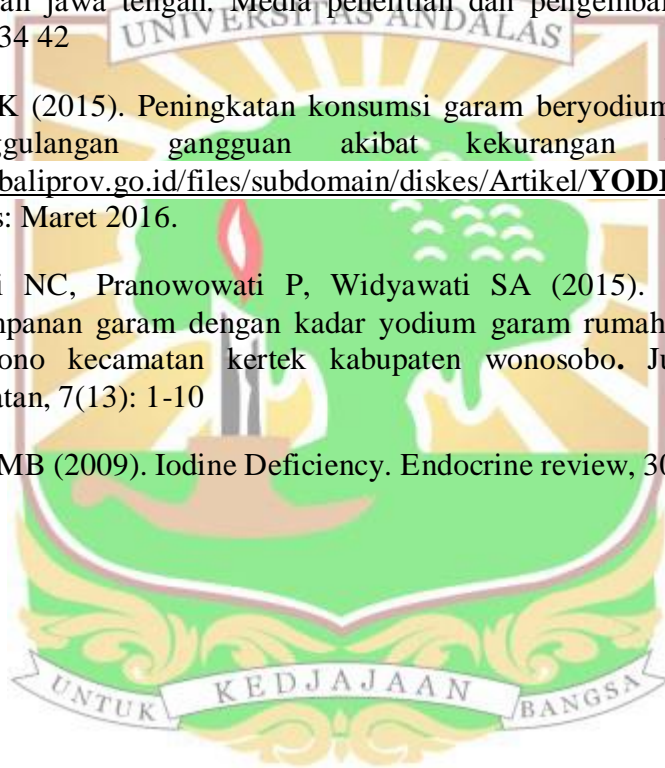 an jawa tengah. Media penelitian dan pengembal
UNIVERSITAS ANDALAS
34 42
K (2015). Peningkatan konsumsi garam beryodium
ggulangan gangguan akibat kekurangan
baliprov.go.id/files/subdomain/diskes/Artikel/YODI
s: Maret 2016.
i NC, Pranowowati P, Widyawati SA (2015).
npanan garam dengan kadar yodium garam rumah
ono kecamatan kertek kabupaten wonosobo. Ju
atan, 7(13): 1-10
MB (2009). Iodine Deficiency. Endocrine review, 30
UNTUK KEDJAJAAN BANGSA